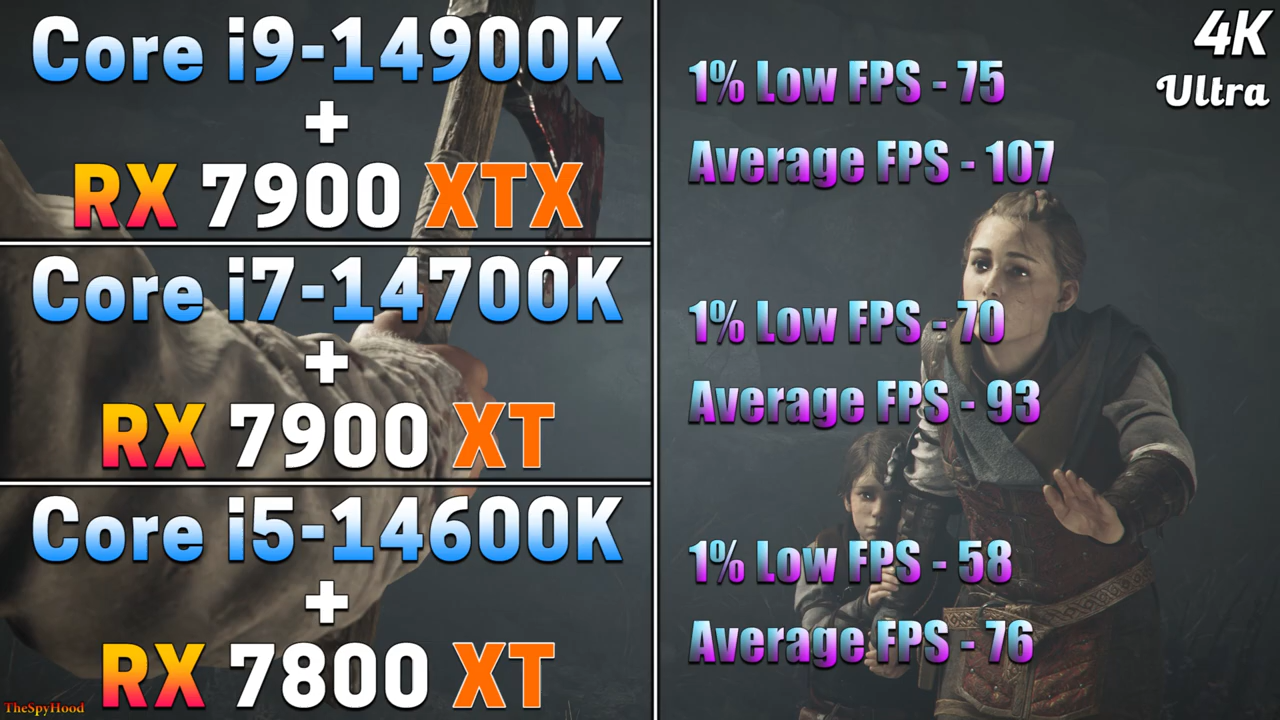 Core i9-14900K
+
RX 7900 XTX
1% Low FPS - 75
Average FPS - 107
4K
Ultra
Core i7-14700K
+
RX 7900 XT
1% Low FPS - 70
Average FPS - 93
Core i5-14600K
+
RX 7800 XT
1% Low FPS - 58
Average FPS - 76
TheSpyHood